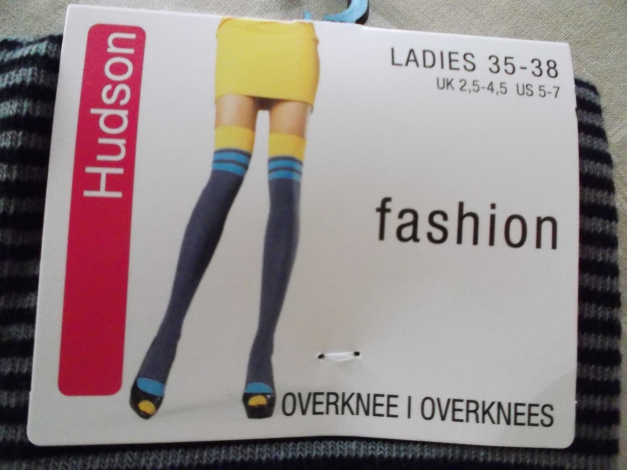 Hudson
LADIES 35-38
UK 2,5-4,5 US 5-7
fashion
OVERKNEE | OVERKNEES